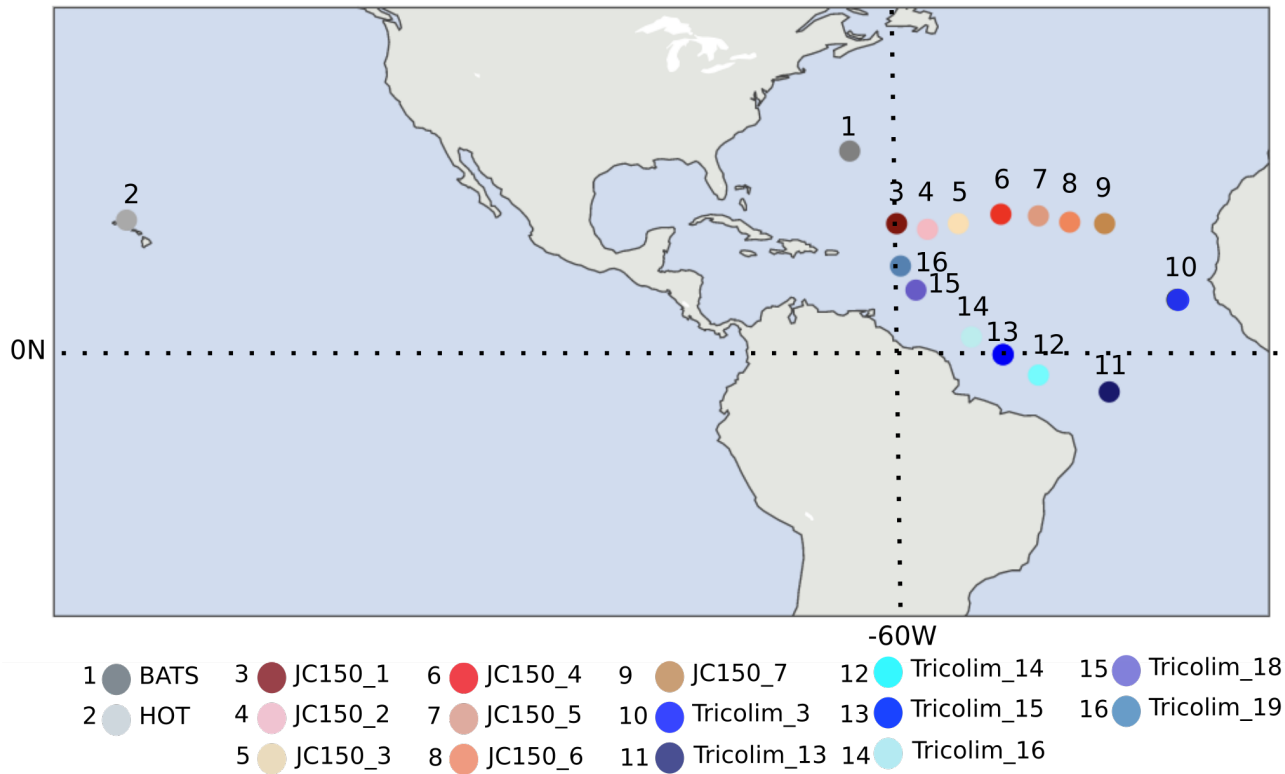 1
2
3 4 5 6 7 8 9
16
15
10
14
13
12
11
0N
-60W
1 BATS
2 HOT
3 JC150_1
4 JC150_2
5 JC150_3
6 JC150_4
7 JC150_5
8 JC150_6
9 JC150_7
10 Tricolim_3
11 Tricolim_13
12 Tricolim_14
13 Tricolim_15
14 Tricolim_16
15 Tricolim_18
16 Tricolim_19